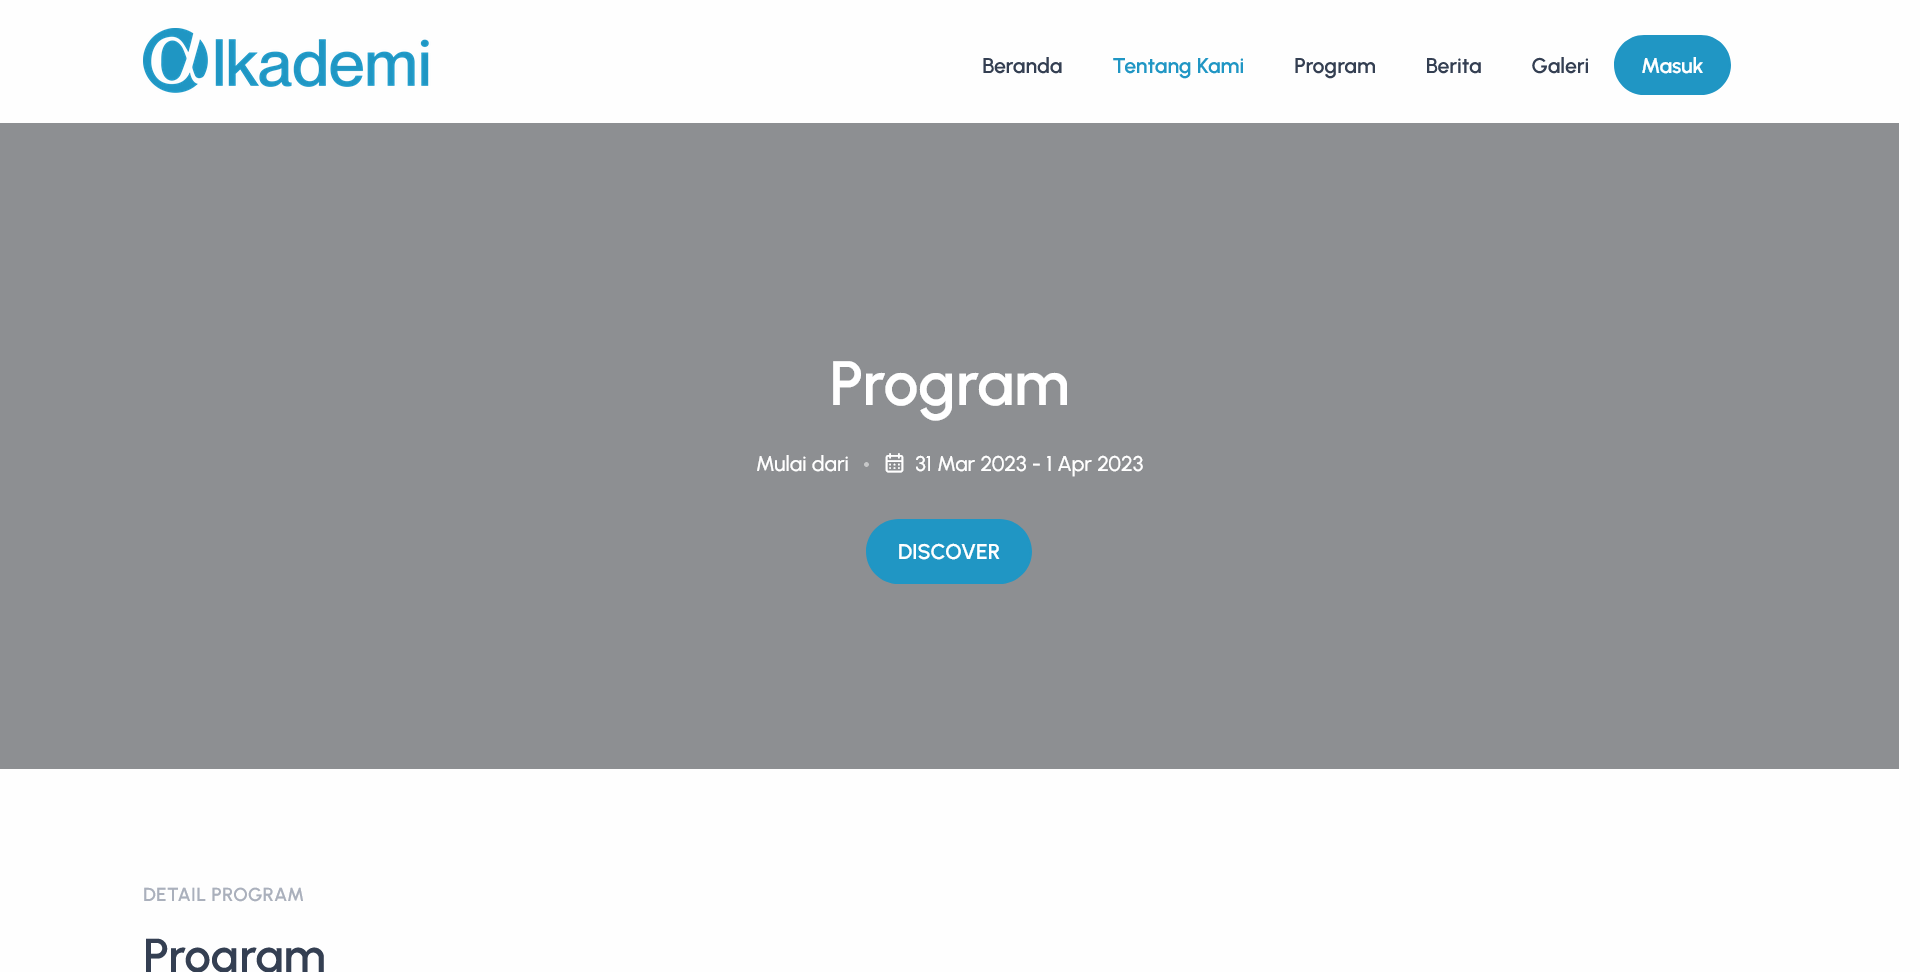 @lkademi
Beranda Tentang Kami Program Berita Galeri Masuk
Program
Mulai dari • 31 Mar 2023 - 1 Apr 2023
DISCOVER
DETAIL PROGRAM
Program